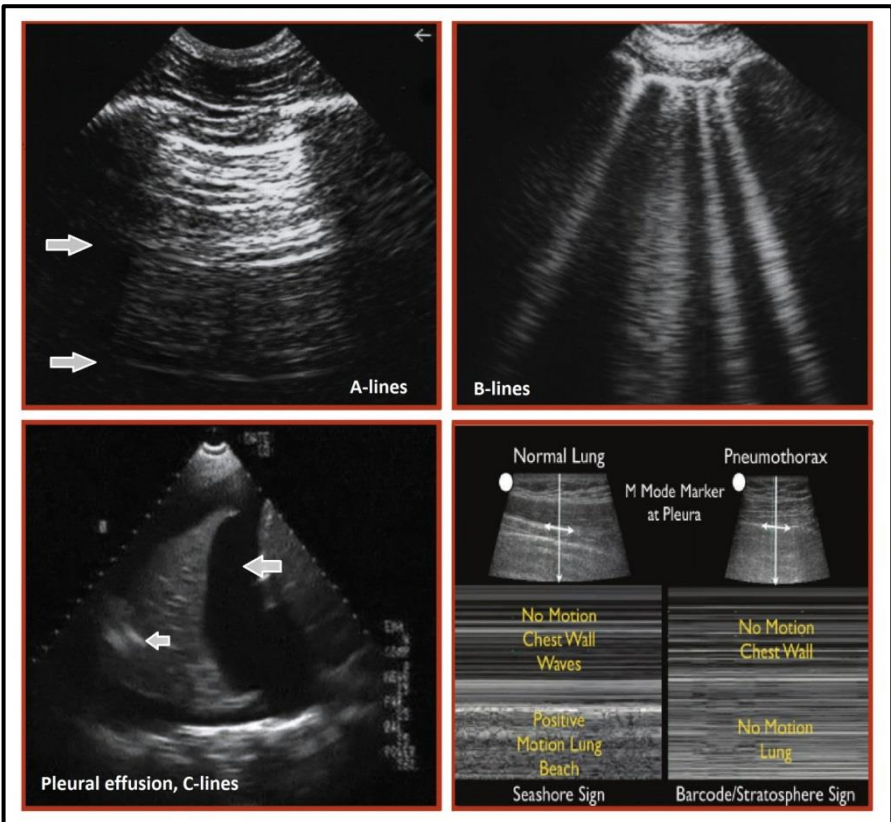 A-lines
B-lines
Pleural effusion, C-lines
Normal Lung
Pneumothorax
M Mode Marker
at Pleura
No Motion
Chest Wall
Waves
Positive
Motion Lung
Beach
No Motion
Chest Wall
No Motion
Lung
Seashore Sign
Barcode/Stratosphere Sign